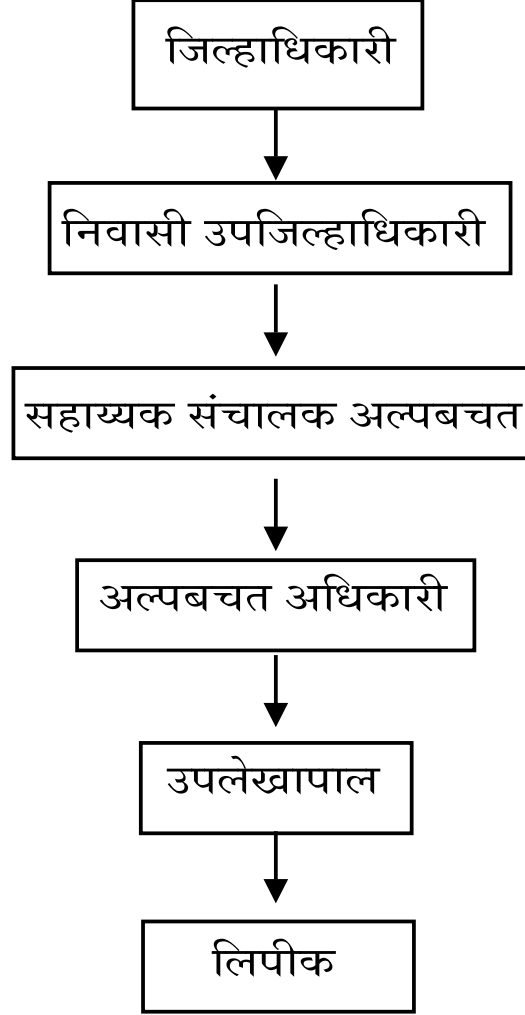 जिल्हाधिकारी
निवासी उपजिल्हाधिकारी
सहाय्यक संचालक अल्पबचत
अल्पबचत अधिकारी
उपलेखापाल
लिपीक